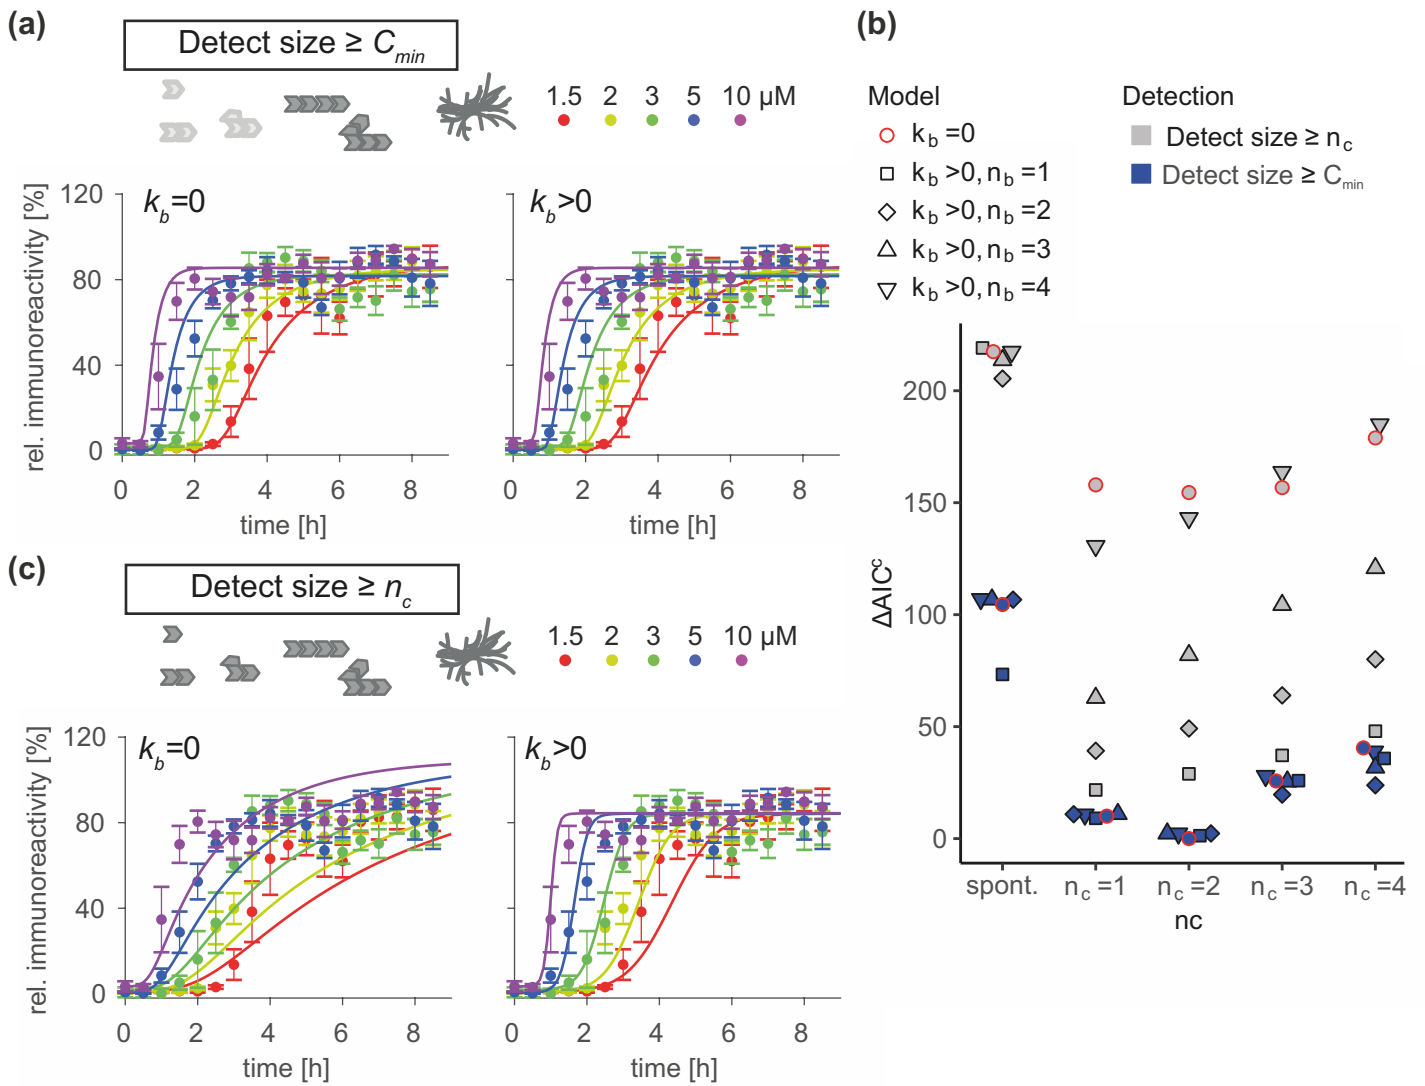 (a)
Detect size ≥ C_min
1.5 2 3 5 10 µM
rel. immunoreactivity [%]
120
80
40
0
k_b=0
0 2 4 6 8
time [h]
k_b>0
0 2 4 6 8
time [h]
(b)
Model
k_b=0
k_b>0, n_b=1
k_b>0, n_b=2
k_b>0, n_b=3
k_b>0, n_b=4
Detection
Detect size ≥ n_c
Detect size ≥ C_min
ΔAIC^c
200
150
100
50
0
spont. n_c=1 n_c=2 n_c=3 n_c=4
nc
(c)
Detect size ≥ n_c
1.5 2 3 5 10 µM
rel. immunoreactivity [%]
120
80
40
0
k_b=0
0 2 4 6 8
time [h]
k_b>0
0 2 4 6 8
time [h]